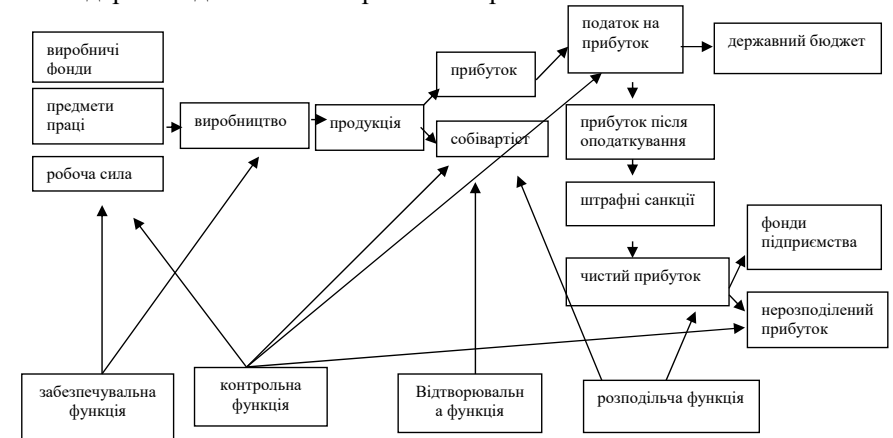 податок на
прибуток
державний бюджет
виробничі
фонди
прибуток
предмети
праці
виробництво
продукція
собівартіст
прибуток після
оподаткування
робоча сила
штрафні санкції
фонди
підприємства
чистий прибуток
нерозподілений
прибуток
забезпечувальна
функція
контрольна
функція
Відтворювальн
а функція
розподільча функція